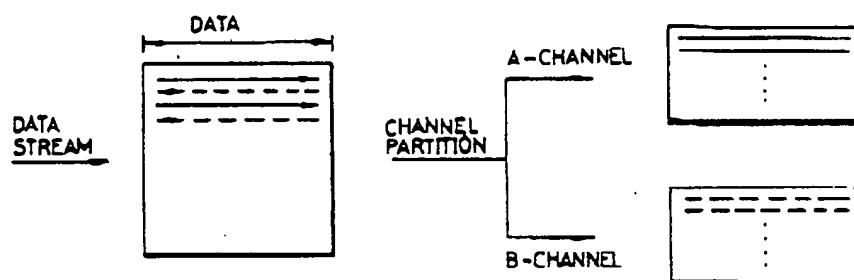 DATA
DATA
STREAM
CHANNEL
PARTITION
A-CHANNEL
B-CHANNEL